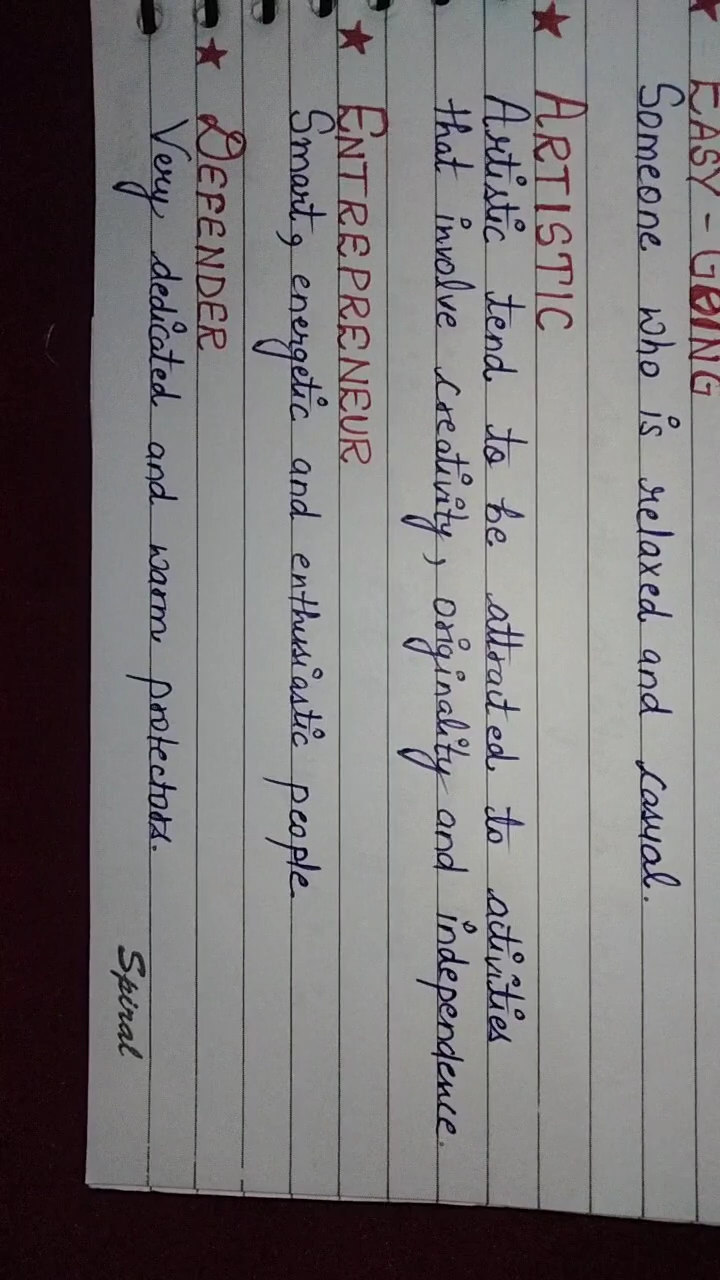 ★ EASY-GOING
Someone who is relaxed and casual.
★ ARTISTIC
Artistic tend to be attracted to activities
that involve creativity, originality and independence.
★ ENTREPRENEUR
Smart, energetic and enthusiastic people
★ DEFENDER
Very dedicated and warm protectors.
Spiral